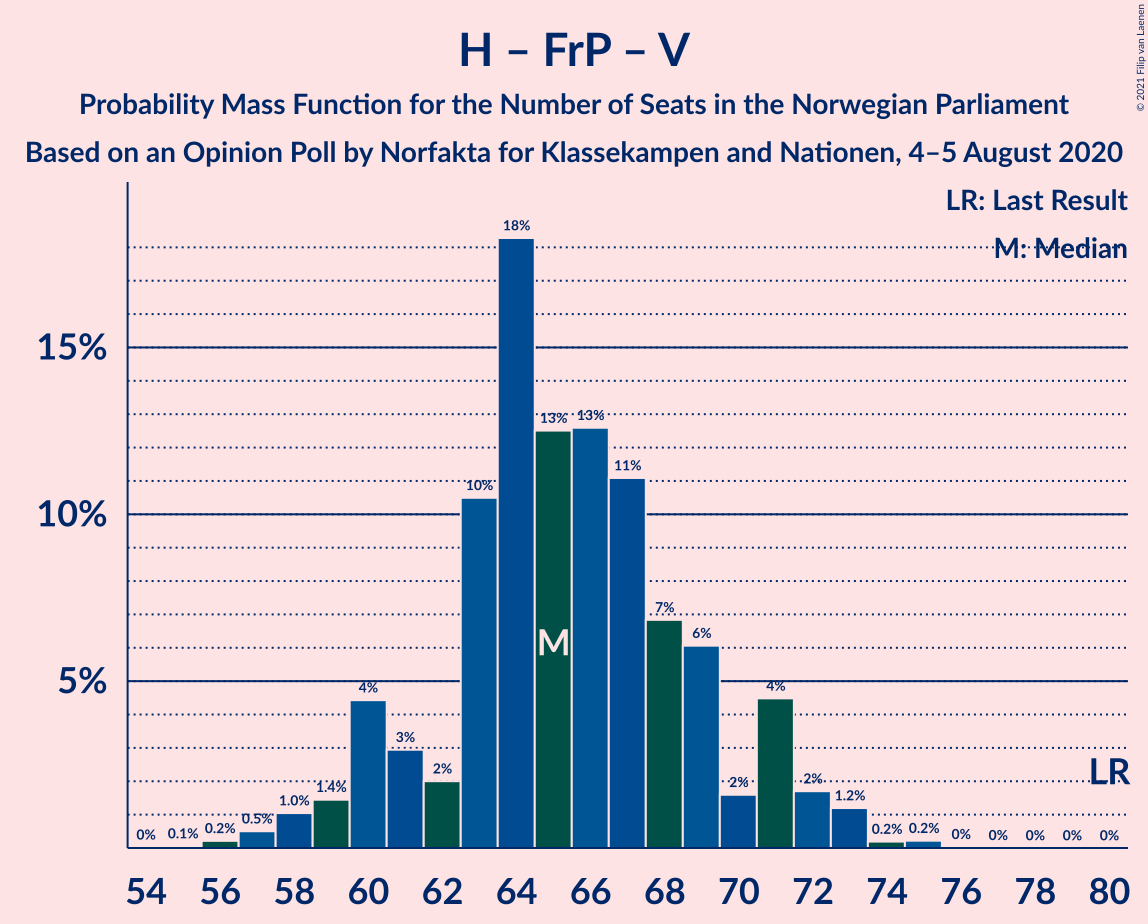 H – FrP – V
Probability Mass Function for the Number of Seats in the Norwegian Parliament
Based on an Opinion Poll by Norfakta for Klassekampen and Nationen, 4–5 August 2020
© 2021 Filip van Laenen
LR: Last Result
M: Median
18%
15%
13% 13%
11%
10%
10%
7%
6%
M
5%
4% 4%
3%
2% 2% 2%
LR
0% 0.1% 0.2% 0.5% 1.0% 1.4% 1.2% 0.2% 0.2% 0% 0% 0% 0% 0%
54 56 58 60 62 64 66 68 70 72 74 76 78 80